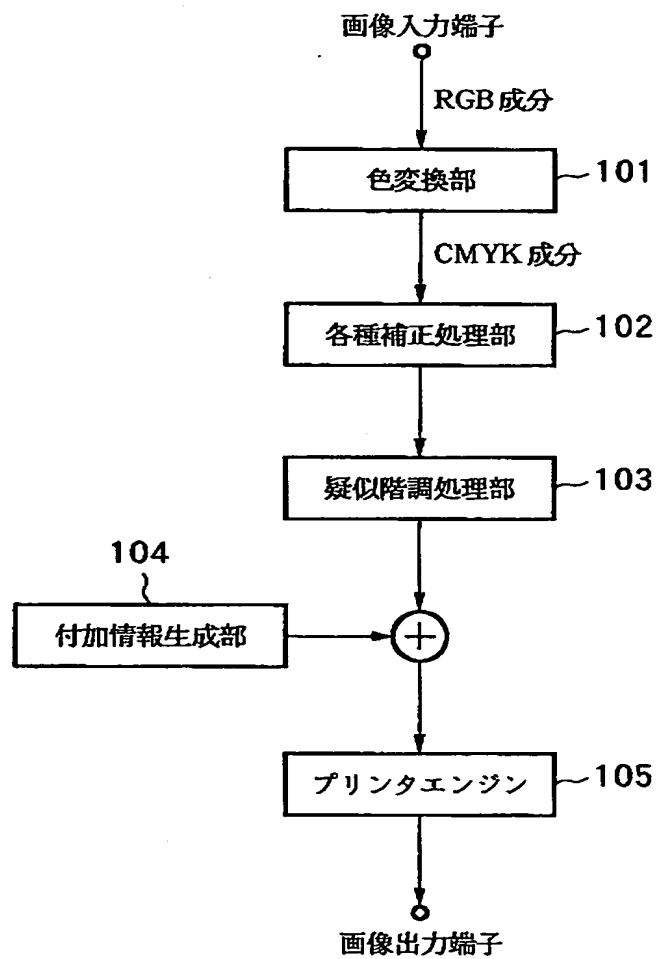 画像入力端子
RGB成分
色変換部
101
CMYK成分
各種補正処理部
102
疑似階調処理部
103
104
付加情報生成部
プリンタエンジン
105
画像出力端子